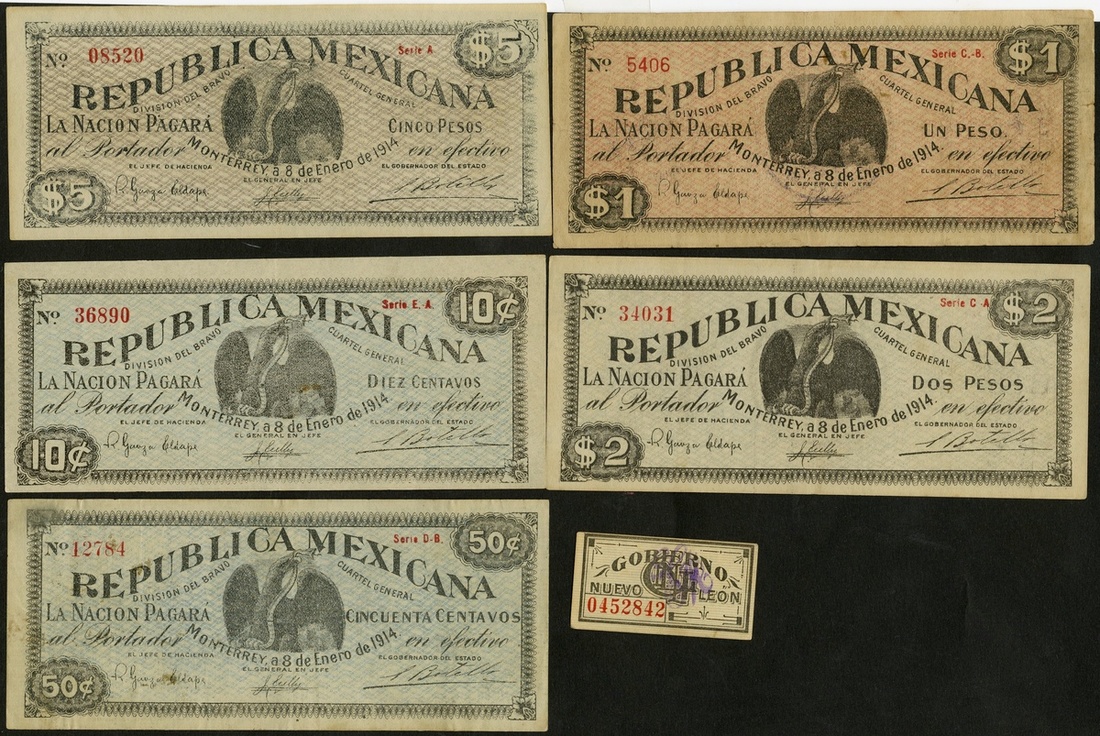 $5
Nº 08520
Serie A
REPUBLICA MEXICANA
DIVISION DEL BRAVO CUARTEL GENERAL
LA NACION PAGARÁ CINCO PESOS
al Portador en efectivo
MONTERREY, a 8 de Enero de 1914.
EL JEFE DE HACIENDA
EL GENERAL EN JEFE
EL GOBERNADOR DEL ESTADO
$5
$1
Nº 5406
Serie C.-B.
REPUBLICA MEXICANA
DIVISION DEL BRAVO CUARTEL GENERAL
LA NACION PAGARÁ UN PESO.
al Portador en efectivo
MONTERREY, a 8 de Enero de 1914.
EL JEFE DE HACIENDA
EL GENERAL EN JEFE
EL GOBERNADOR DEL ESTADO
$1
10¢
Nº 36890
Serie E.-A.
REPUBLICA MEXICANA
DIVISION DEL BRAVO CUARTEL GENERAL
LA NACION PAGARÁ DIEZ CENTAVOS
al Portador en efectivo
MONTERREY, a 8 de Enero de 1914.
EL JEFE DE HACIENDA
EL GENERAL EN JEFE
EL GOBERNADOR DEL ESTADO
10¢
$2
Nº 34031
Serie C A
REPUBLICA MEXICANA
DIVISION DEL BRAVO CUARTEL GENERAL
LA NACION PAGARÁ DOS PESOS
al Portador en efectivo
MONTERREY, a 8 de Enero de 1914.
EL JEFE DE HACIENDA
EL GENERAL EN JEFE
EL GOBERNADOR DEL ESTADO
$2
50¢
Nº 12784
Serie D-B.
REPUBLICA MEXICANA
DIVISION DEL BRAVO CUARTEL GENERAL
LA NACION PAGARÁ CINCUENTA CENTAVOS
al Portador en efectivo
MONTERREY, a 8 de Enero de 1914.
EL JEFE DE HACIENDA
EL GENERAL EN JEFE
EL GOBERNADOR DEL ESTADO
50¢
GOBIERNO
NUEVO LEÓN
0452842